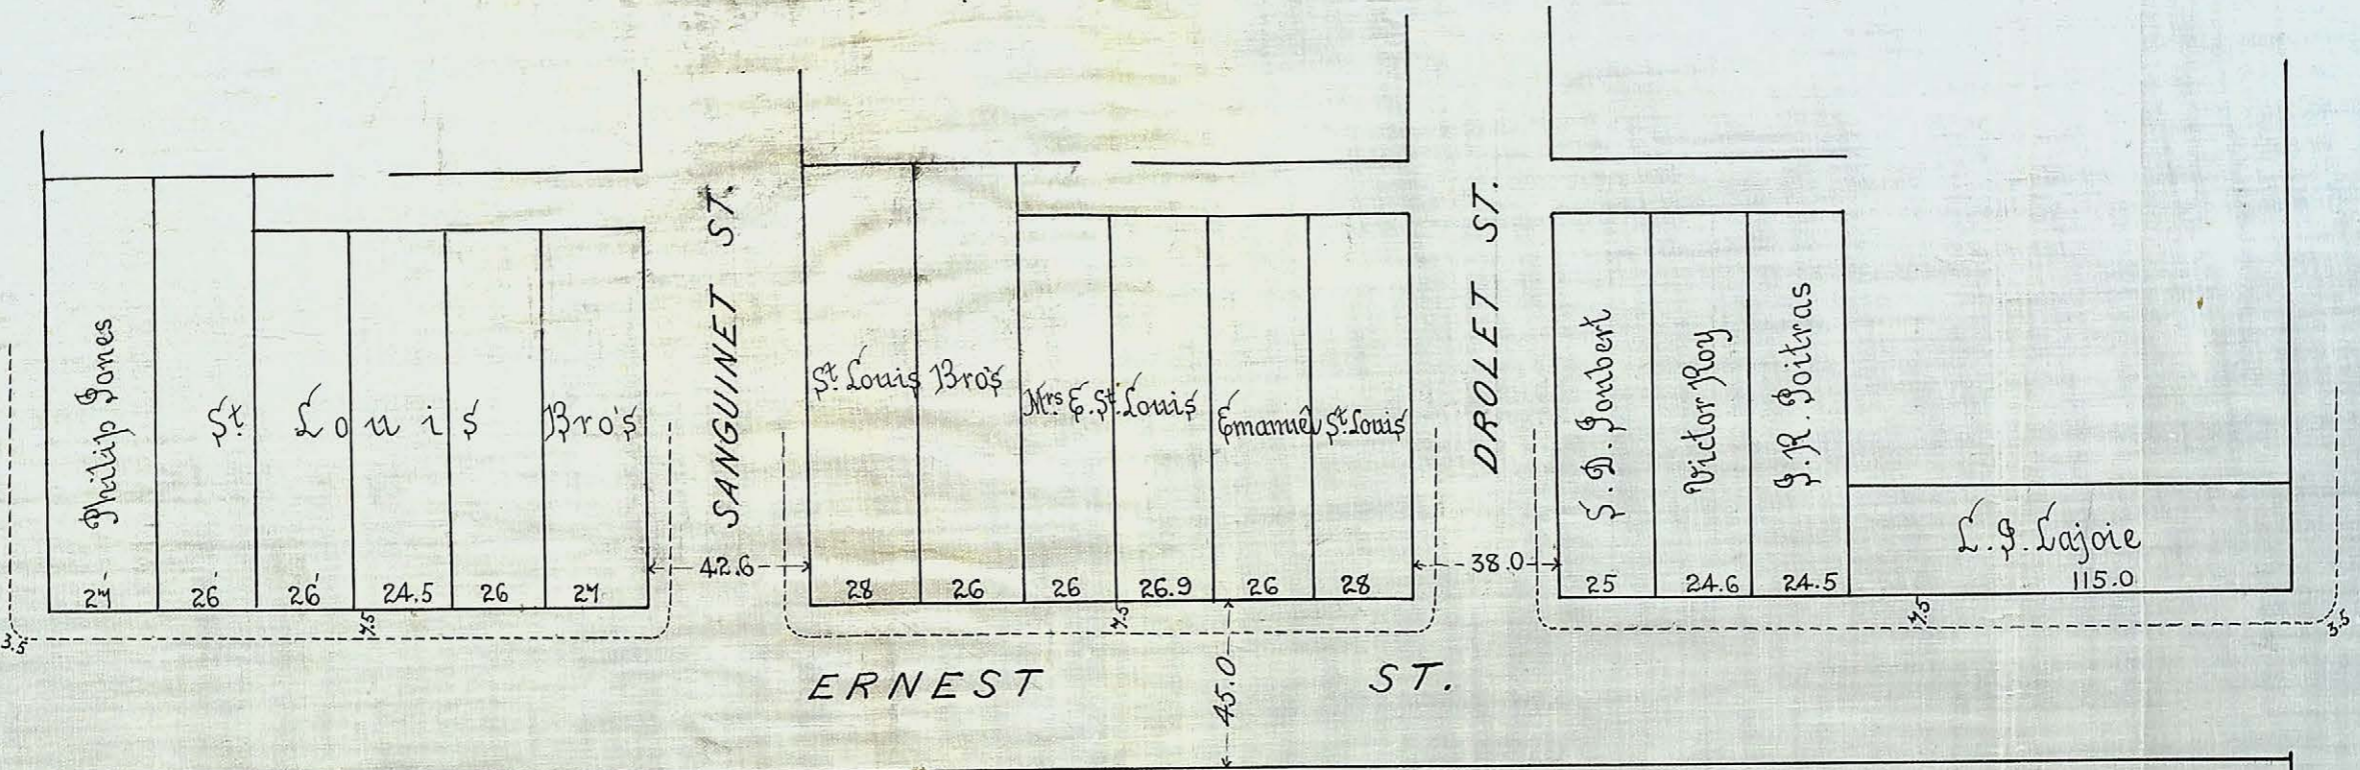 Philip Jones
St Louis Bro's
SANGUINET ST.
St Louis Bro's
Mrs E. St Louis
Emanuel St Louis
DROLET ST.
S. D. Joubert
Victor Roy
J. R. Poitras
L. J. Lajoie
27 26 26 24.5 26 27
42.6
28 26 26 26.9 26 28
38.0
25 24.6 24.5 115.0
3.5 7.5 7.5 7.5 3.5
ERNEST ST.
45.0